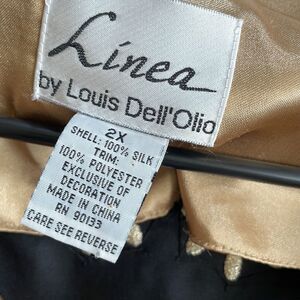 Linea
by Louis Dell'Olio
2X
SHELL: 100% SILK
TRIM:
100% POLYESTER
EXCLUSIVE OF
DECORATION
MADE IN CHINA
RN 90133
CARE SEE REVERSE